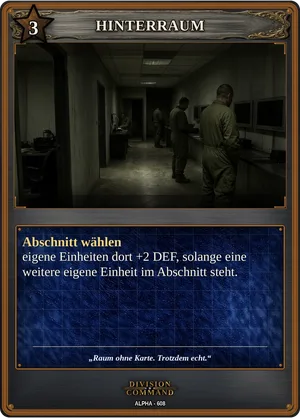 3
HINTERRAUM
Abschnitt wählen
eigene Einheiten dort +2 DEF, solange eine
weitere eigene Einheit im Abschnitt steht.
„Raum ohne Karte. Trotzdem echt.“
DIVISION
COMMAND
ALPHA - 608